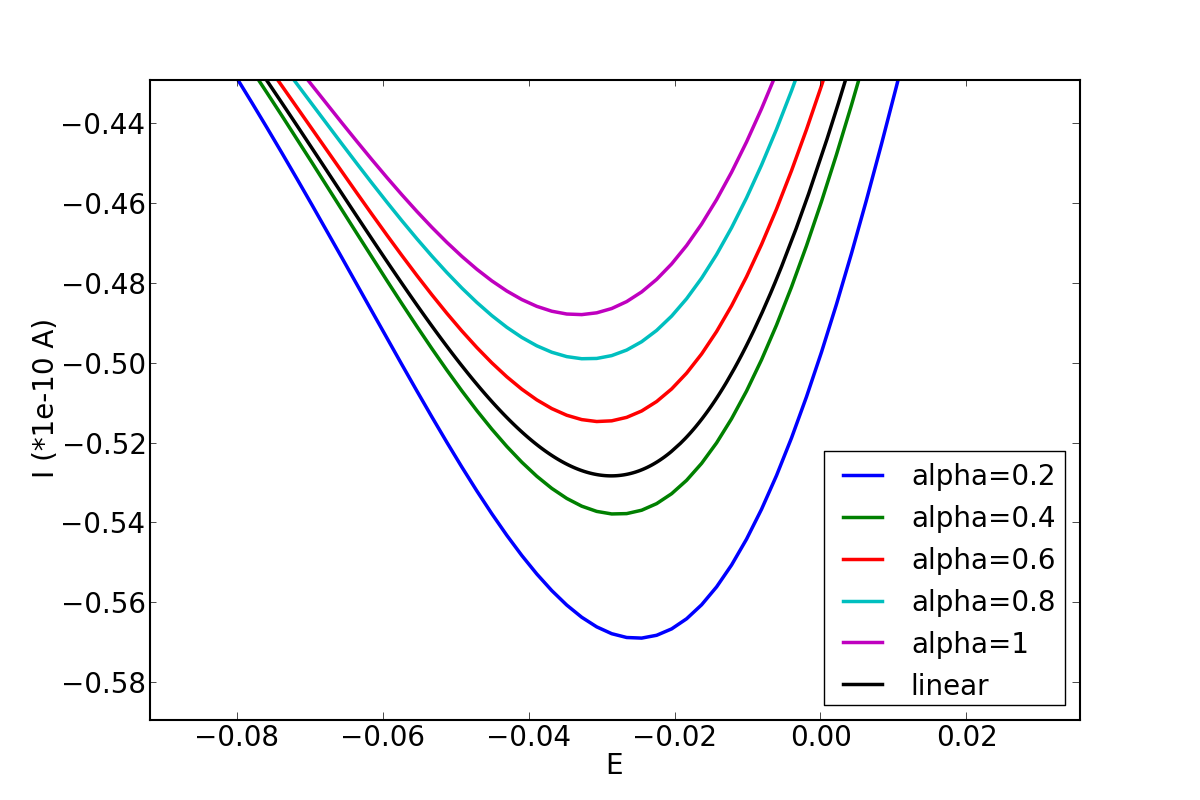 −0.44
−0.46
−0.48
−0.50
−0.52
−0.54
−0.56
−0.58
I (*1e-10 A)
−0.08
−0.06
−0.04
−0.02
0.00
0.02
E
alpha=0.2
alpha=0.4
alpha=0.6
alpha=0.8
alpha=1
linear